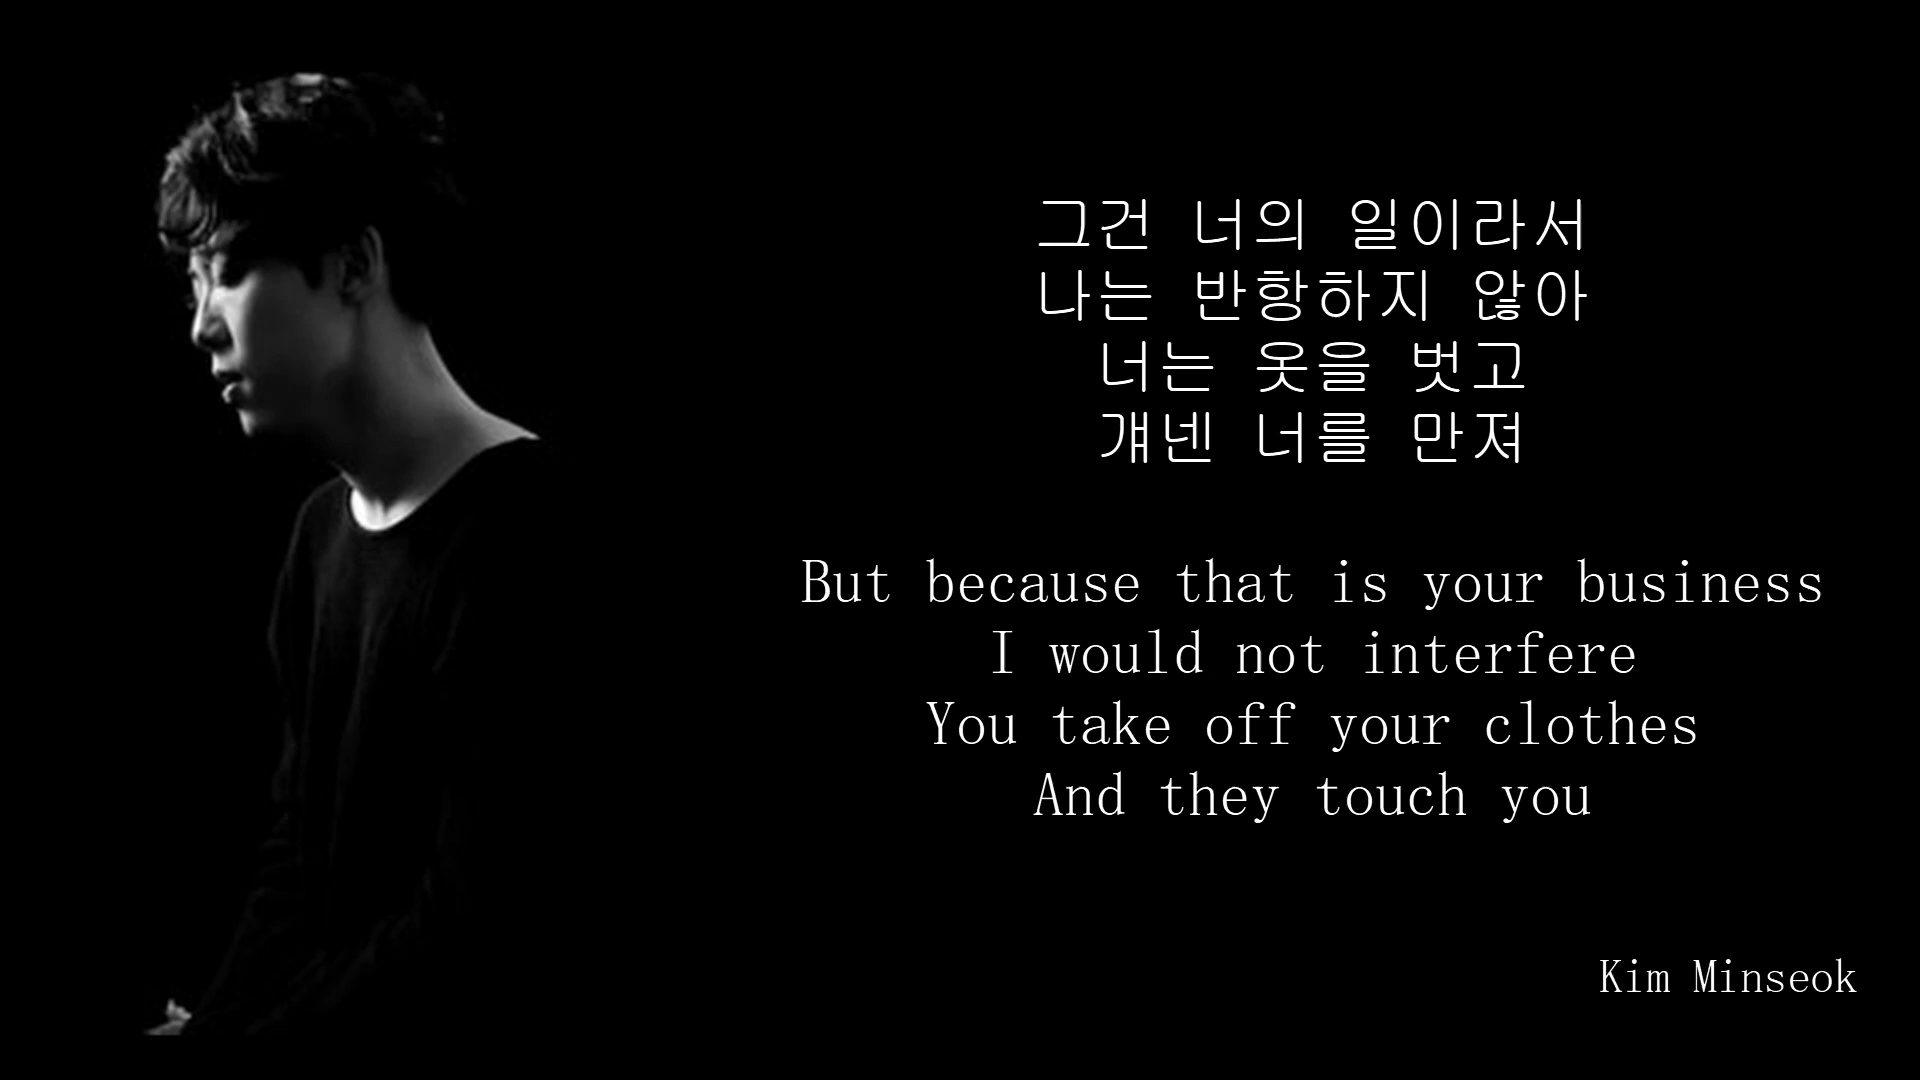 그건 너의 일이라서
나는 반항하지 않아
너는 옷을 벗고
걔넨 너를 만져
But because that is your business
I would not interfere
You take off your clothes
And they touch you
Kim Minseok